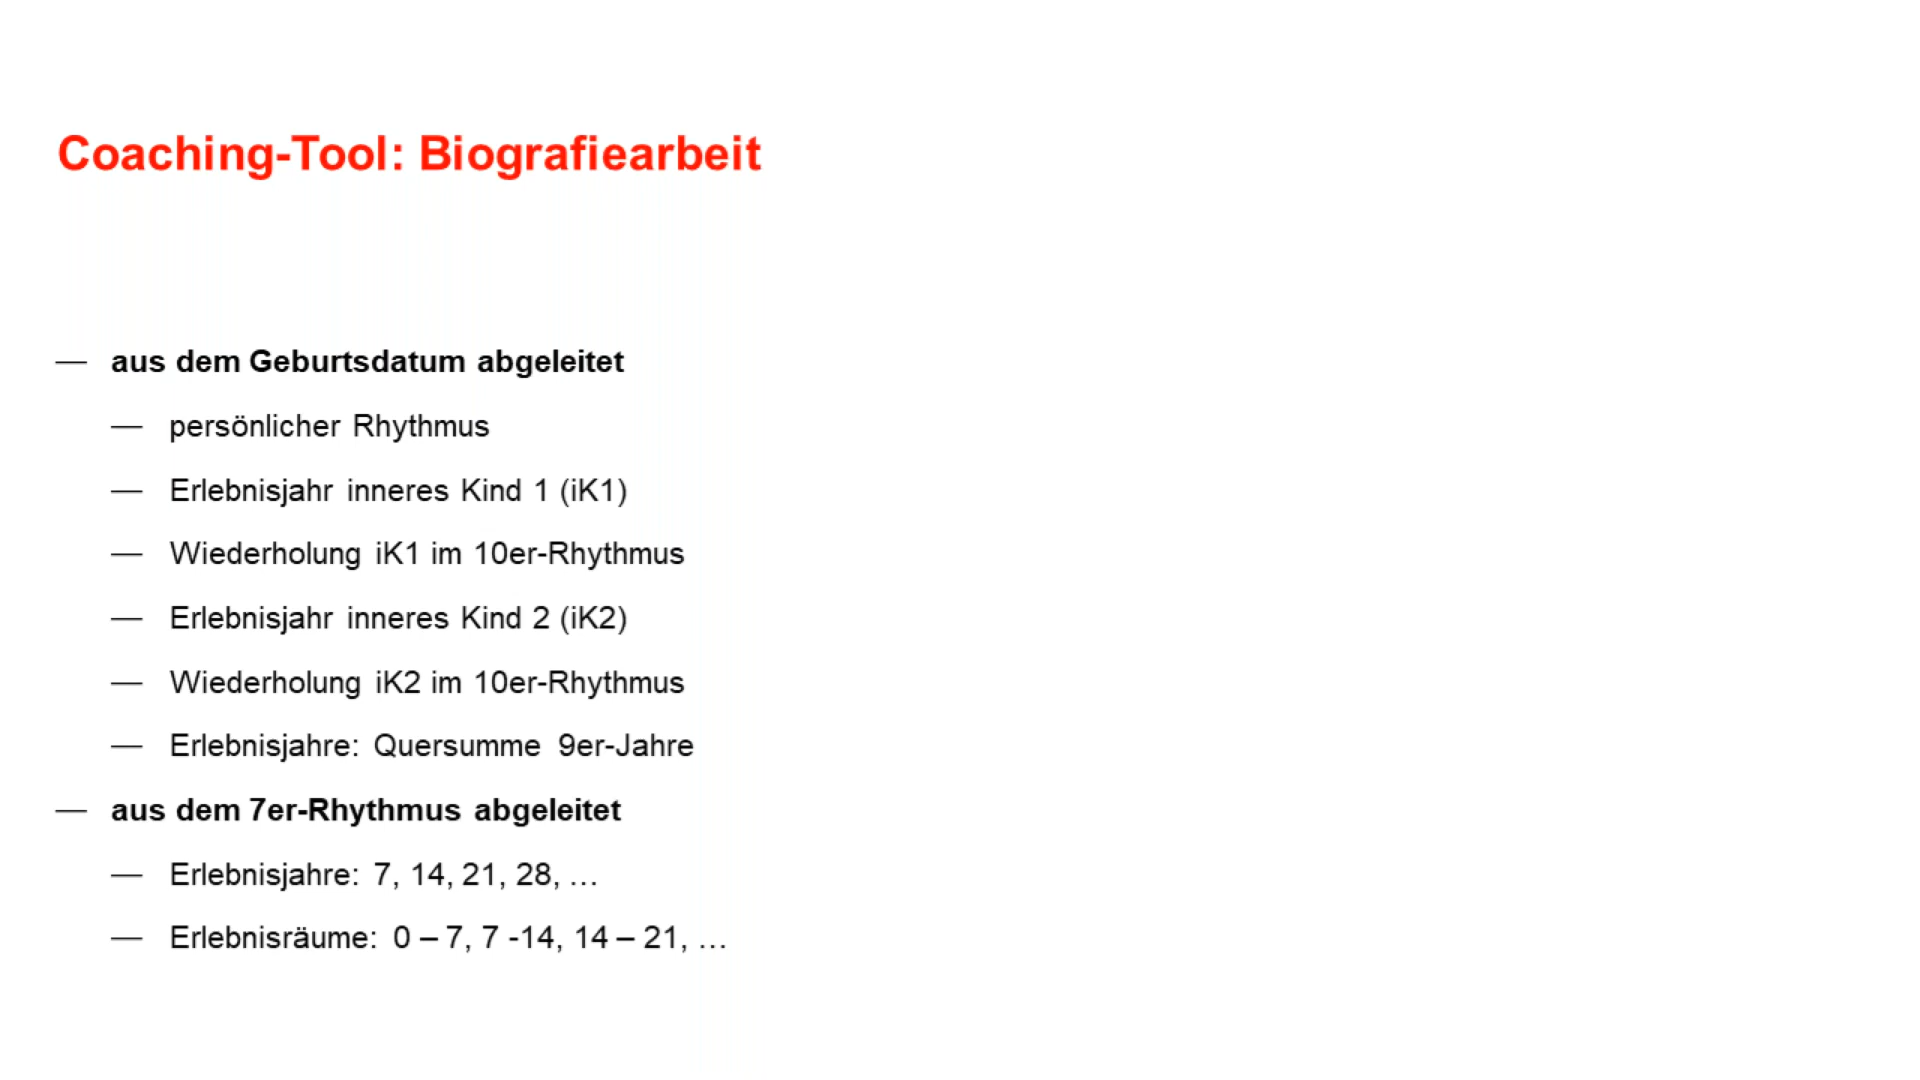 Coaching-Tool: Biografiearbeit
— aus dem Geburtsdatum abgeleitet
— persönlicher Rhythmus
— Erlebnisjahr inneres Kind 1 (iK1)
— Wiederholung iK1 im 10er-Rhythmus
— Erlebnisjahr inneres Kind 2 (iK2)
— Wiederholung iK2 im 10er-Rhythmus
— Erlebnisjahre: Quersumme 9er-Jahre
— aus dem 7er-Rhythmus abgeleitet
— Erlebnisjahre: 7, 14, 21, 28, …
— Erlebnisräume: 0 – 7, 7 -14, 14 – 21, …